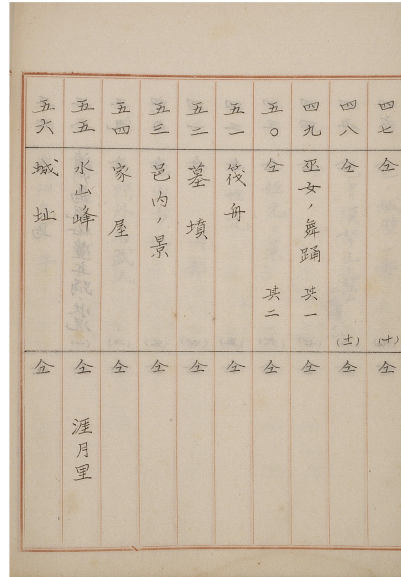 四七 仝 (十) 仝
四八 仝 (十一) 仝
四九 巫女ノ舞踊 其一 仝
五〇 仝 其二 仝
五一 筏舟 仝
五二 墓墳 仝
五三 邑内ノ景 仝
五四 家屋 仝
五五 水山峰 仝 涯月里
五六 城址 仝